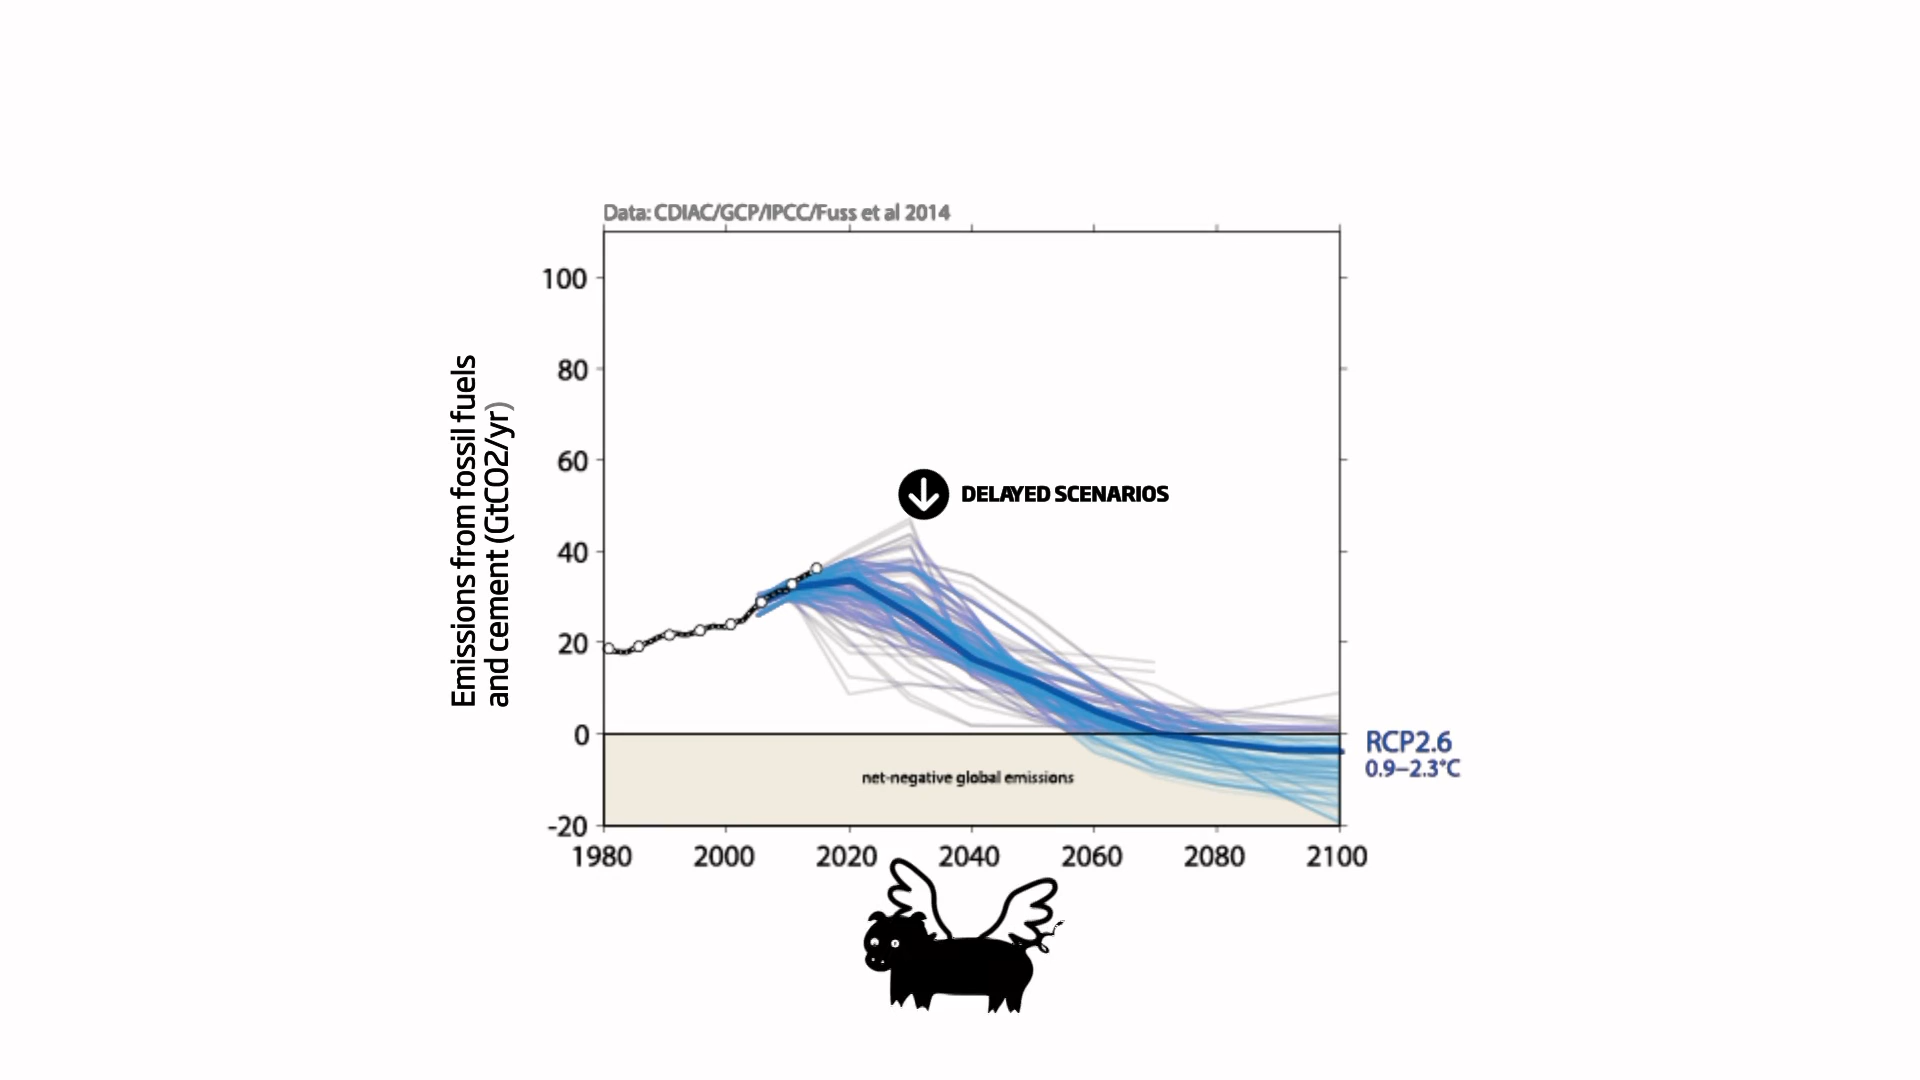 Data: CDIAC/GCP/IPCC/Fuss et al 2014
Emissions from fossil fuels
and cement (GtCO2/yr)
100
80
60
40
20
0
-20
DELAYED SCENARIOS
RCP2.6
0.9–2.3°C
net-negative global emissions
1980 2000 2020 2040 2060 2080 2100